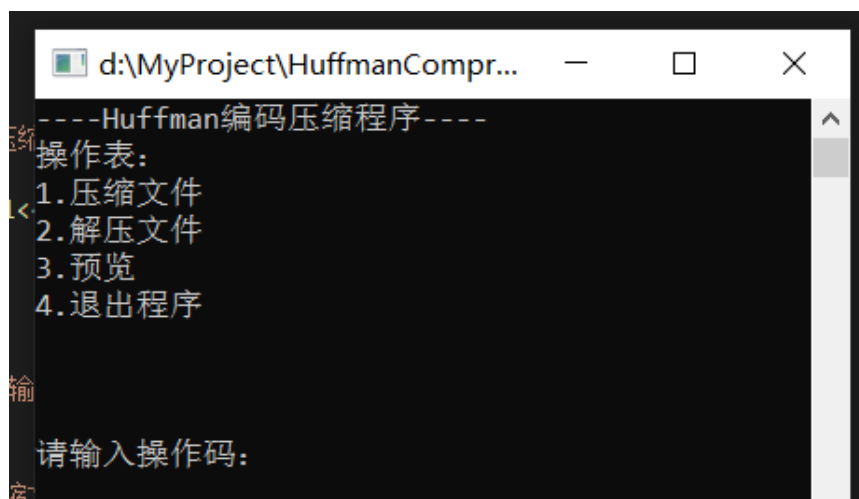 d:\MyProject\HuffmanCompr...
----Huffman编码压缩程序----
操作表：
1.压缩文件
2.解压文件
3.预览
4.退出程序
请输入操作码：